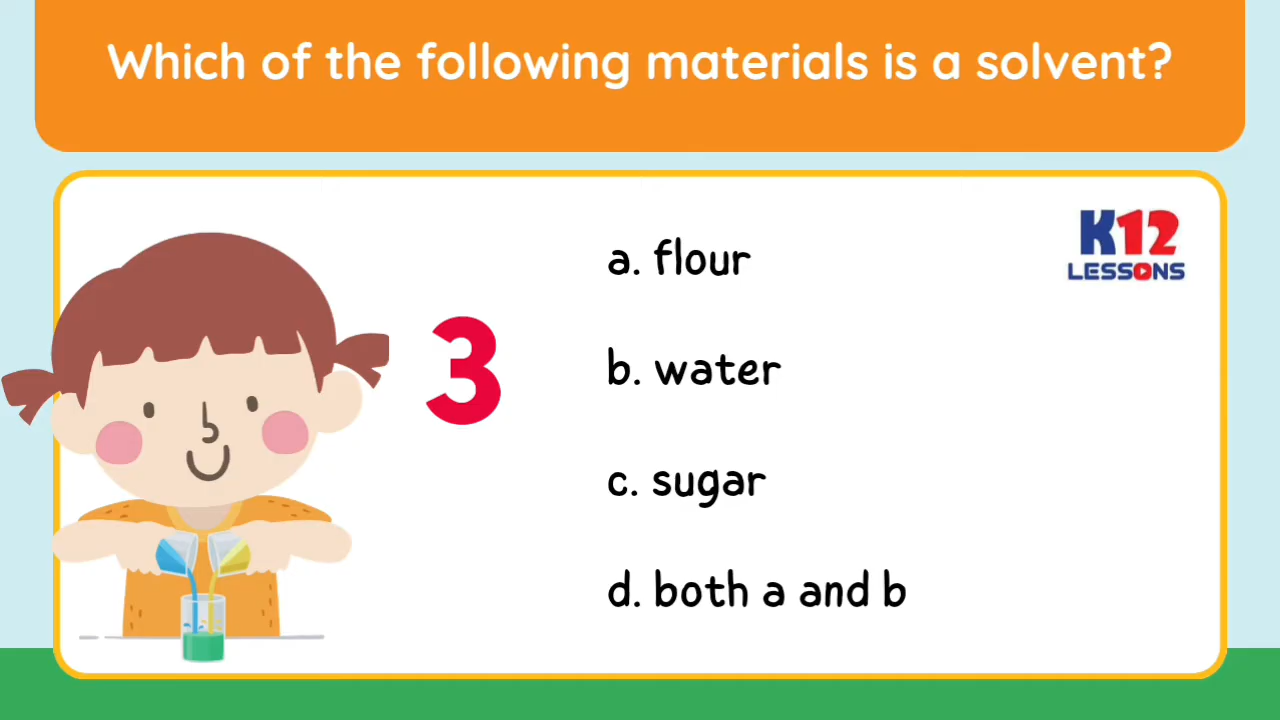 Which of the following materials is a solvent?
K12
LESSONS
a. flour
3
b. water
c. sugar
d. both a and b